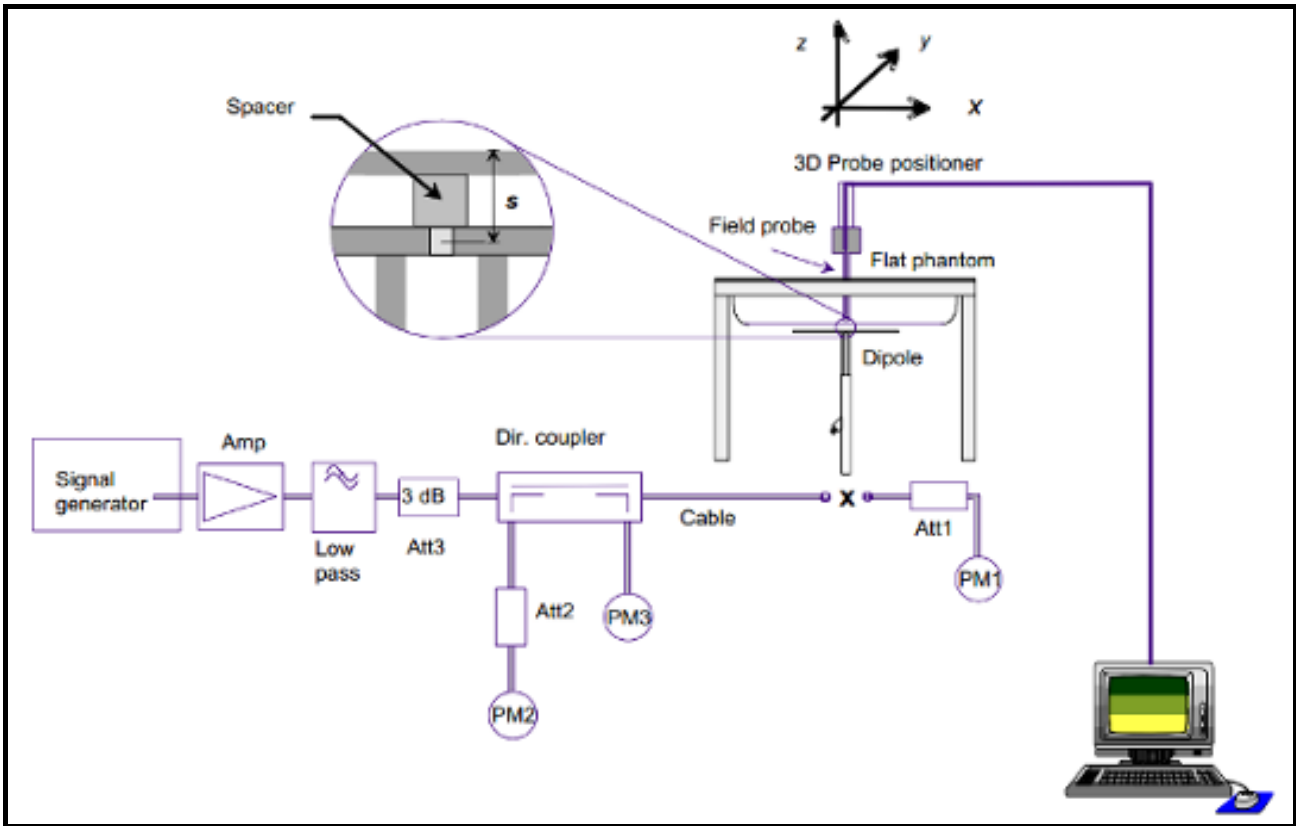 z
y
X
Spacer
s
3D Probe positioner
Field probe
Flat phantom
Dipole
Dir. coupler
Amp
Signal
generator
3 dB
Cable
X
Att1
Low
pass
Att3
Att2
PM1
PM3
PM2